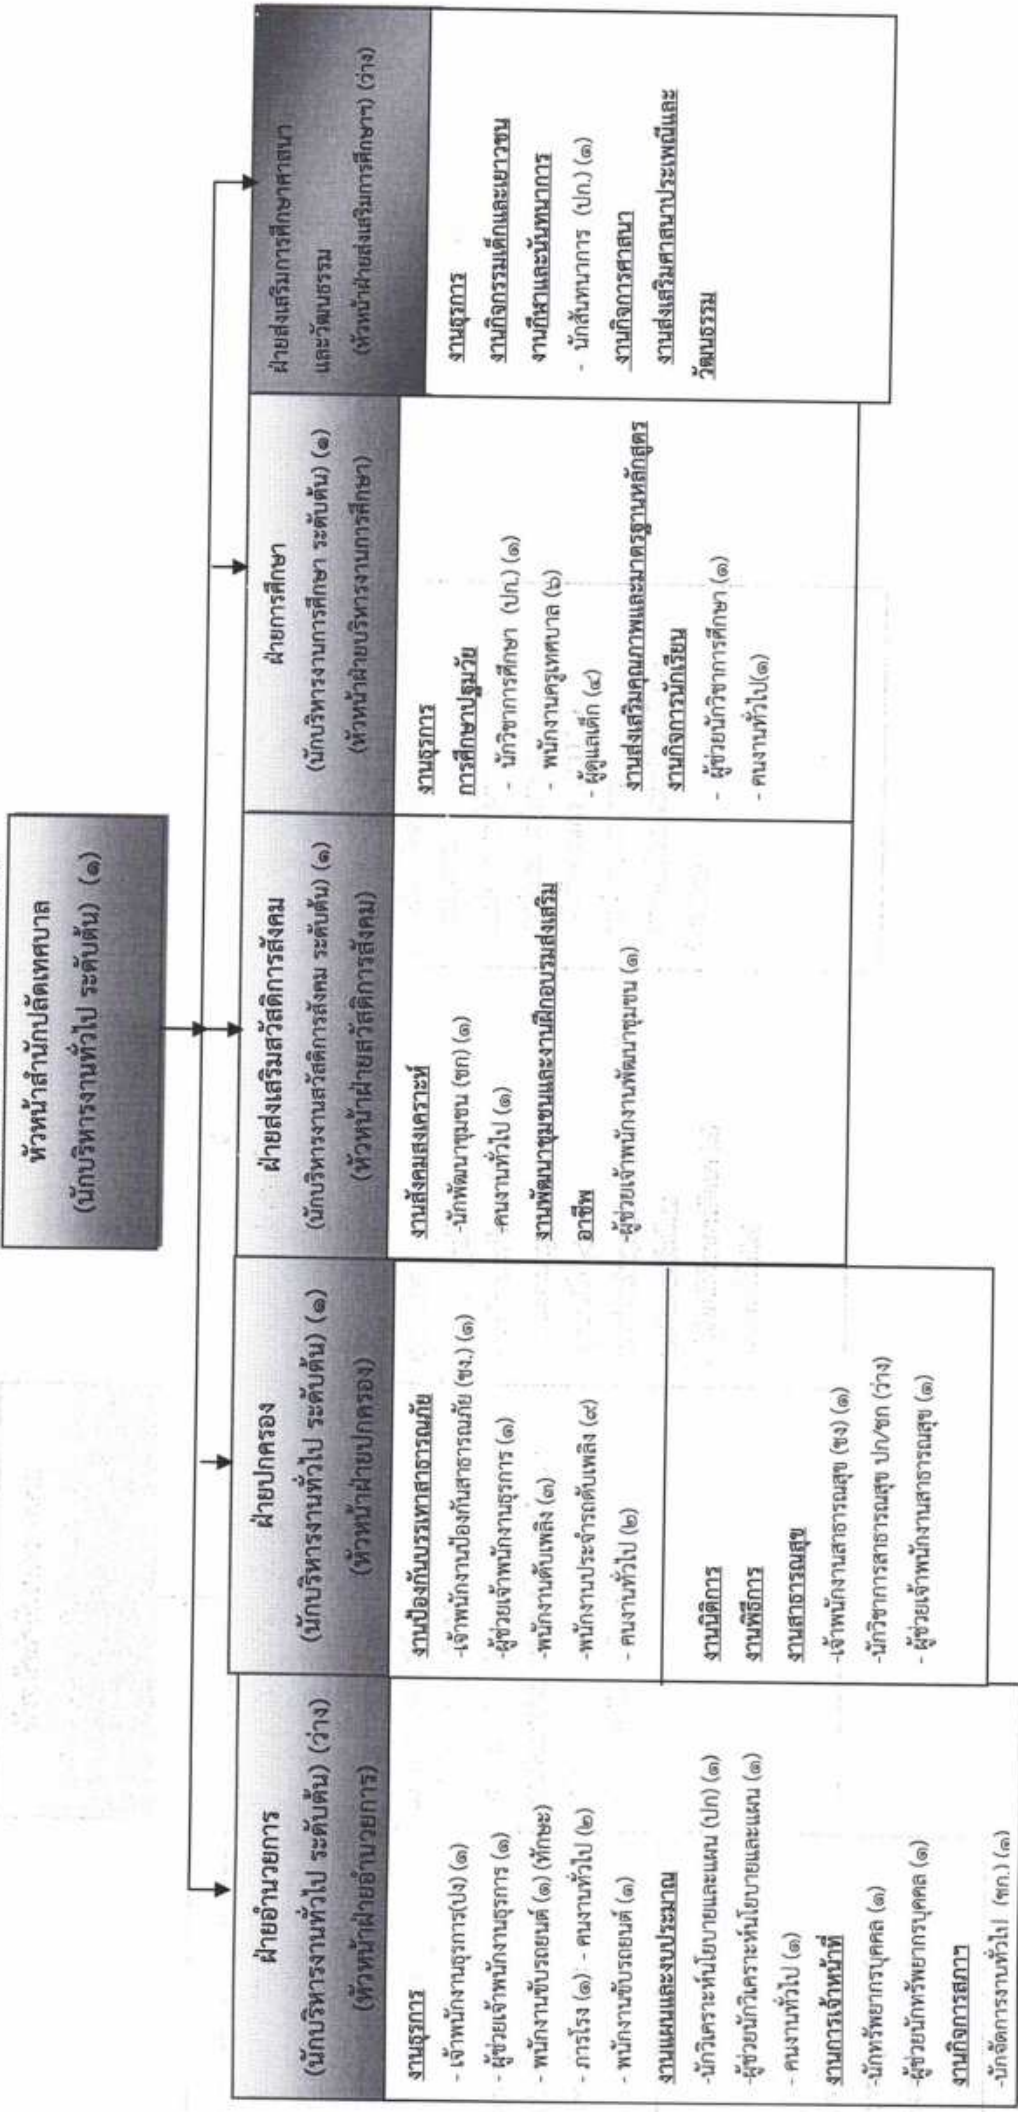 หัวหน้าสำนักปลัดเทศบาล
(นักบริหารงานทั่วไป ระดับต้น) (๑)
ฝ่ายอำนวยการ
(นักบริหารงานทั่วไป ระดับต้น) (ว่าง)
(หัวหน้าฝ่ายอำนวยการ)
งานธุรการ
- เจ้าพนักงานธุรการ(ปง) (๑)
- ผู้ช่วยเจ้าพนักงานธุรการ (๑)
- พนักงานขับรถยนต์ (๑) (ทักษะ)
- ภารโรง (๑) - คนงานทั่วไป (๒)
- พนักงานขับรถยนต์ (๑)
งานแผนและงบประมาณ
-นักวิเคราะห์นโยบายและแผน (ปก) (๑)
-ผู้ช่วยนักวิเคราะห์นโยบายและแผน (๑)
- คนงานทั่วไป (๑)
งานการเจ้าหน้าที่
-นักทรัพยากรบุคคล (๑)
-ผู้ช่วยนักทรัพยากรบุคคล (๑)
งานกิจการสภาฯ
-นักจัดการงานทั่วไป (ชก.) (๑)
ฝ่ายปกครอง
(นักบริหารงานทั่วไป ระดับต้น) (๑)
(หัวหน้าฝ่ายปกครอง)
งานป้องกันบรรเทาสาธารณภัย
-เจ้าพนักงานป้องกันสาธารณภัย (ชง.) (๑)
-ผู้ช่วยเจ้าพนักงานธุรการ (๑)
-พนักงานดับเพลิง (๓)
-พนักงานประจำรถดับเพลิง (๙)
- คนงานทั่วไป (๒)
งานนิติการ
งานพิธีการ
งานสาธารณสุข
-เจ้าพนักงานสาธารณสุข (ชง) (๑)
-นักวิชาการสาธารณสุข ปก/ชก (ว่าง)
- ผู้ช่วยเจ้าพนักงานสาธารณสุข (๑)
ฝ่ายส่งเสริมสวัสดิการสังคม
(นักบริหารงานสวัสดิการสังคม ระดับต้น) (๑)
(หัวหน้าฝ่ายสวัสดิการสังคม)
งานสังคมสงเคราะห์
-นักพัฒนาชุมชน (ชก) (๑)
-คนงานทั่วไป (๑)
งานพัฒนาชุมชนและงานฝึกอบรมส่งเสริม
อาชีพ
-ผู้ช่วยเจ้าพนักงานพัฒนาชุมชน (๑)
ฝ่ายการศึกษา
(นักบริหารงานการศึกษา ระดับต้น) (๑)
(หัวหน้าฝ่ายบริหารงานการศึกษา)
งานธุรการ
การศึกษาปฐมวัย
- นักวิชาการศึกษา (ปก.) (๑)
- พนักงานครูเทศบาล (๖)
- ผู้ดูแลเด็ก (๔)
งานส่งเสริมคุณภาพและมาตรฐานหลักสูตร
งานกิจการนักเรียน
- ผู้ช่วยนักวิชาการศึกษา (๑)
- คนงานทั่วไป(๑)
ฝ่ายส่งเสริมการศึกษาศาสนา
และวัฒนธรรม
(หัวหน้าฝ่ายส่งเสริมการศึกษาฯ) (ว่าง)
งานธุรการ
งานกิจกรรมเด็กและเยาวชน
งานกีฬาและนันทนาการ
- นักสันทนาการ (ปก.) (๑)
งานกิจการศาสนา
งานส่งเสริมศาสนาประเพณีและ
วัฒนธรรม